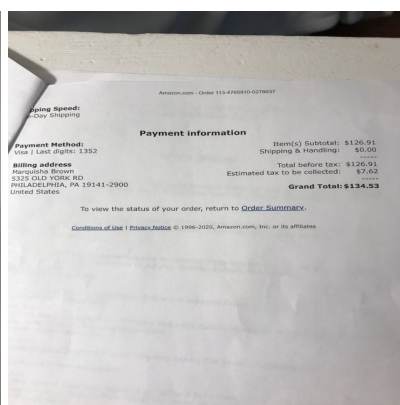 Amazon.com - Order 113-4765910-0279637
pping Speed:
-Day Shipping
Payment information
Payment Method:
Visa | Last digits: 1352
Item(s) Subtotal: $126.91
Shipping & Handling: $0.00
-----
Billing address
Marquisha Brown
5325 OLD YORK RD
PHILADELPHIA, PA 19141-2900
United States
Total before tax: $126.91
Estimated tax to be collected: $7.62
-----
Grand Total: $134.53
To view the status of your order, return to Order Summary.
Conditions of Use | Privacy Notice © 1996-2020, Amazon.com, Inc. or its affiliates